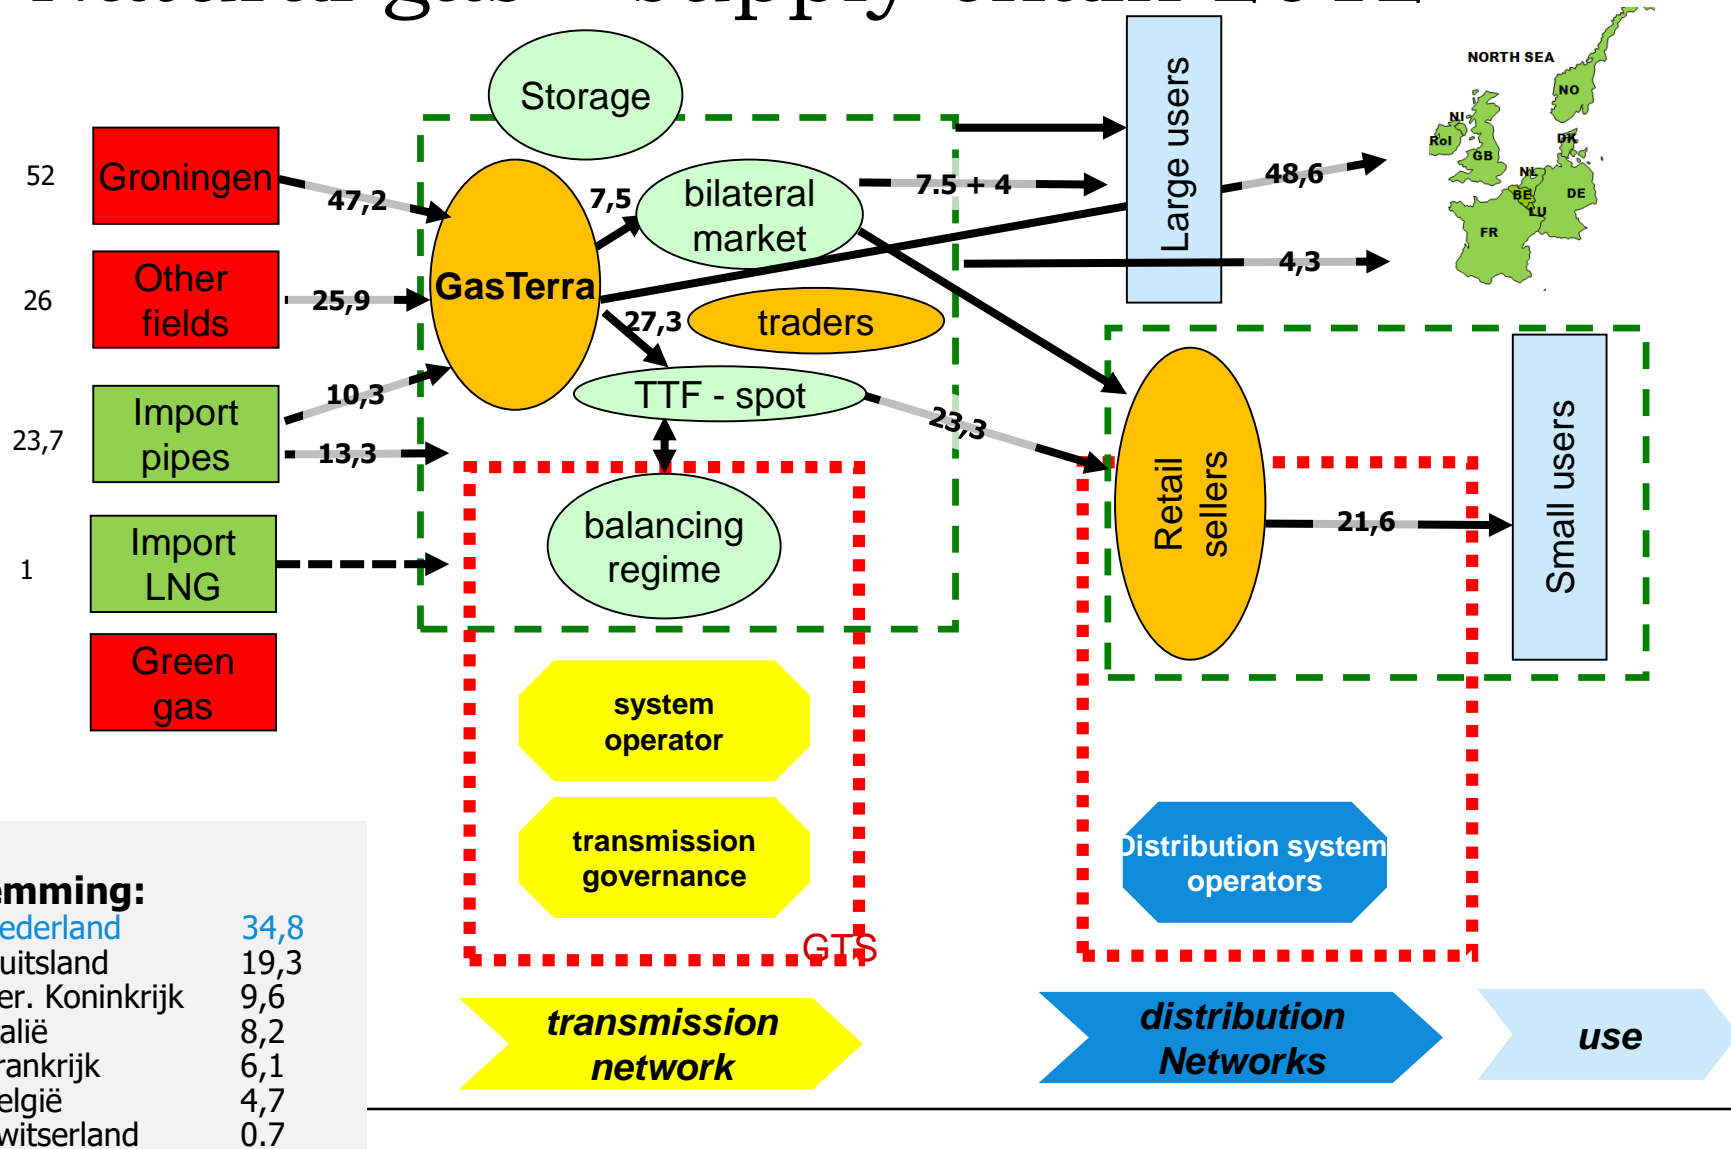 Natural gas – supply chain 2012
Storage
Large users
NORTH SEA
NO
NI
RoI
DK
GB
NL
BE
DE
LU
FR
52
Groningen
47,2
7,5
bilateral
market
7.5 + 4
48,6
26
Other
fields
25,9
GasTerra
27,3
traders
4,3
23,7
Import
pipes
10,3
13,3
TTF - spot
23,3
Retail
sellers
21,6
Small users
1
Import
LNG
balancing
regime
Green
gas
system
operator
transmission
governance
GTS
Distribution system
operators
emming:
ederland 34,8
uitsland 19,3
er. Koninkrijk 9,6
alië 8,2
rankrijk 6,1
elgië 4,7
witserland 0.7
transmission
network
distribution
Networks
use